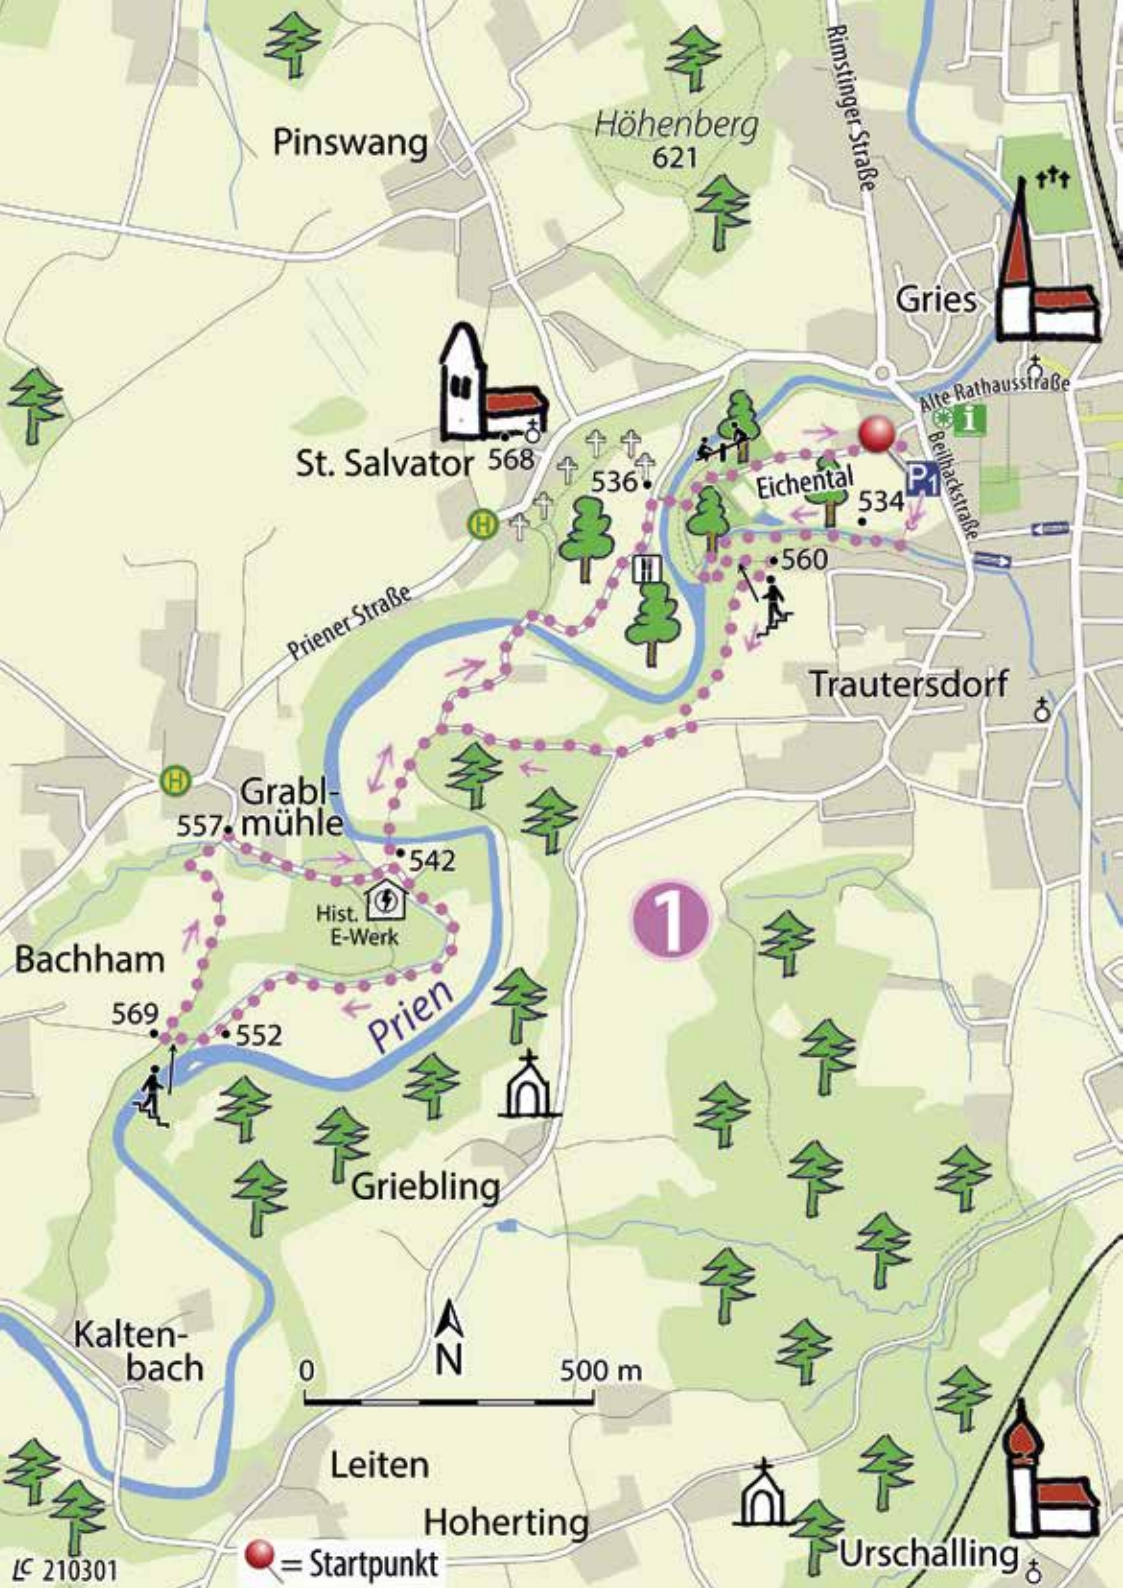 Rimstinger Straße
Pinswang
Höhenberg
621
Gries
Alte Rathausstraße
i
Beilhackstraße
St. Salvator 568
H
536
Eichental
P1
534
560
Priener Straße
Trautersdorf
H
Grabl-
mühle
557
542
Hist.
E-Werk
1
Bachham
Prien
569
552
Griebling
Kalten-
bach
N
0 500 m
Leiten
Hoherting
Urschalling
LC 210301
= Startpunkt